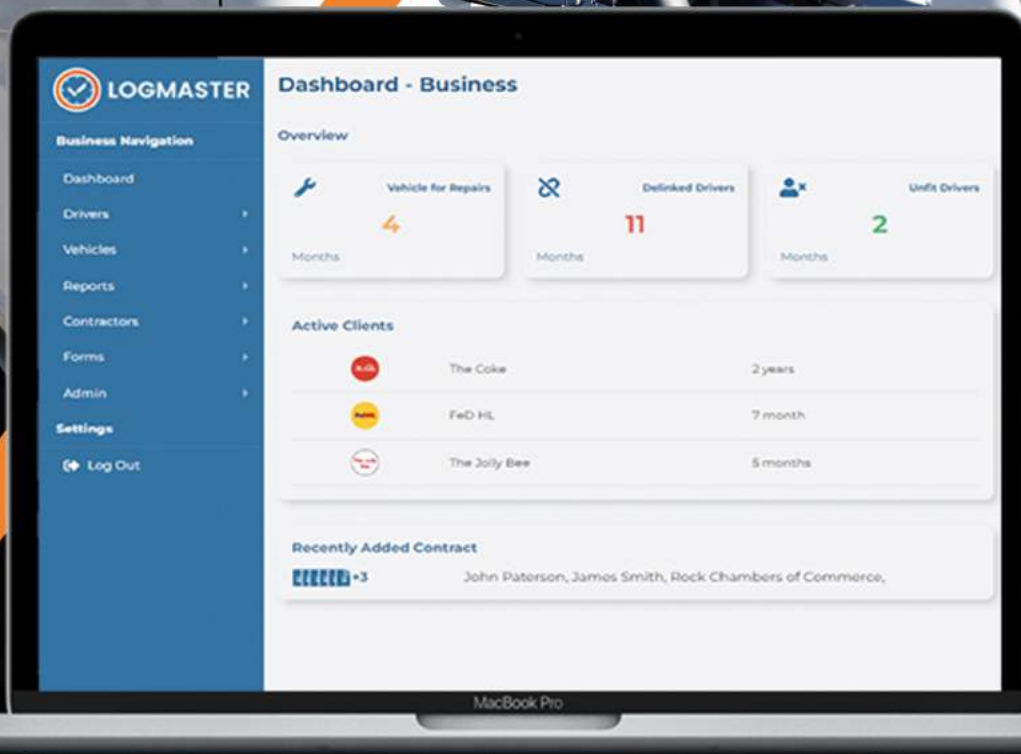 LOGMASTER
Business Navigation
Dashboard
Drivers
Vehicles
Reports
Contractors
Forms
Admin
Settings
Log Out
Dashboard - Business
Overview
Vehicle for Repairs
4
Months
Delinked Drivers
11
Months
Unfit Drivers
2
Months
Active Clients
The Coke 2 years
FeD HL 7 month
The Jolly Bee 5 months
Recently Added Contract
+3 John Paterson, James Smith, Rock Chambers of Commerce,
MacBook Pro